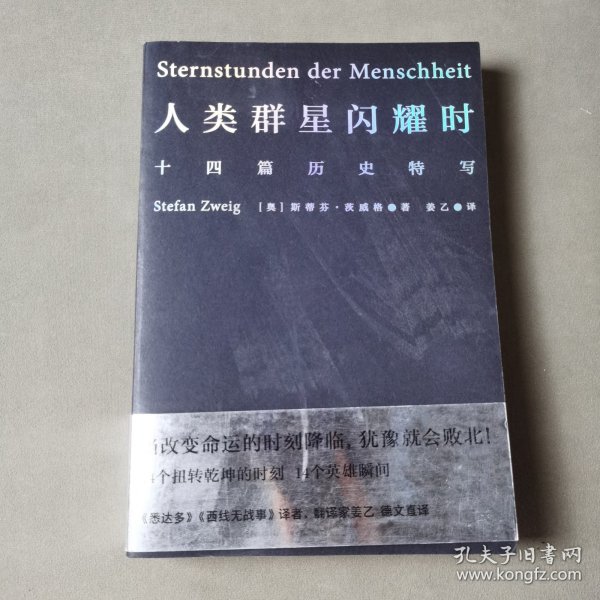 Sternstunden der Menschheit
人类群星闪耀时
十四篇历史特写
Stefan Zweig [奥]斯蒂芬·茨威格●著 姜乙●译
改变命运的时刻降临,犹豫就会败北!
4个扭转乾坤的时刻 14个英雄瞬间
《悉达多》《西线无战事》译者、翻译家姜乙 德文直译
孔夫子旧书网
www.kongfz.com